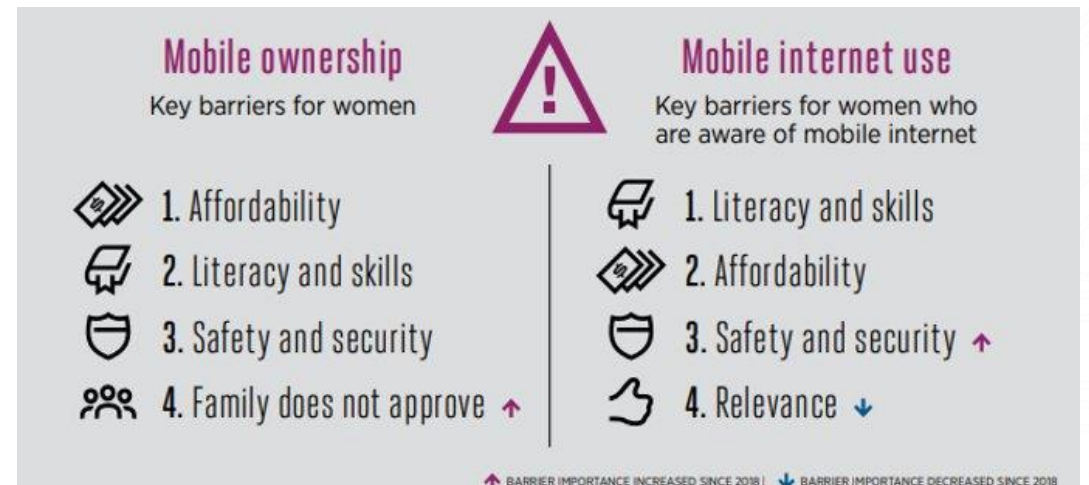 Mobile ownership
Key barriers for women
1. Affordability
2. Literacy and skills
3. Safety and security
4. Family does not approve ↑
!
Mobile internet use
Key barriers for women who
are aware of mobile internet
1. Literacy and skills
2. Affordability
3. Safety and security ↑
4. Relevance ↓
↑ BARRIER IMPORTANCE INCREASED SINCE 2018 | ↓ BARRIER IMPORTANCE DECREASED SINCE 2018